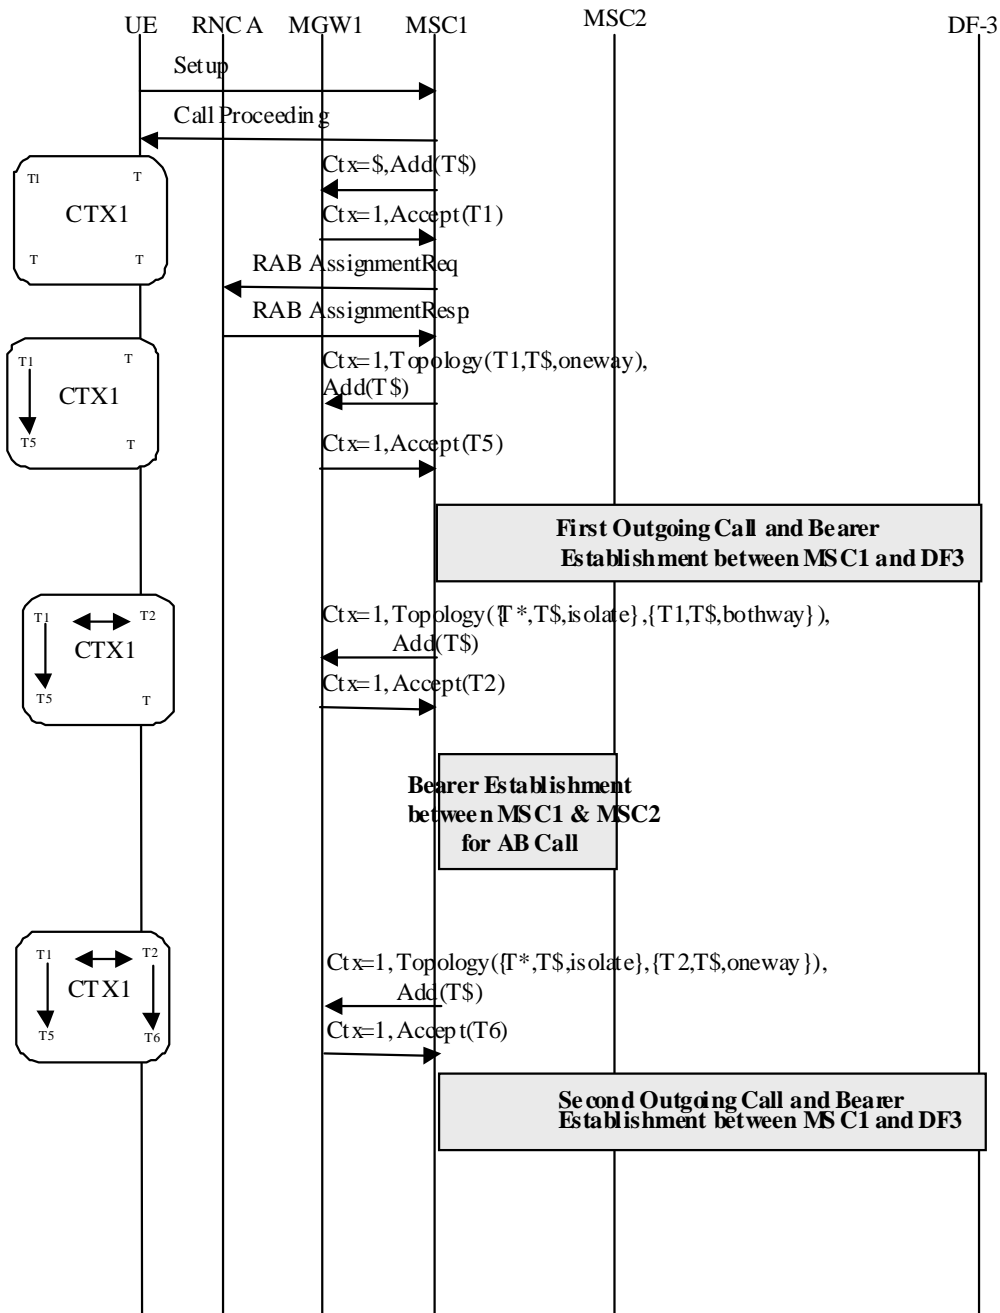 UE RNC A MGW1 MSC1 MSC2 DF-3
Setup
Call Proceeding
Ctx=$,Add(T$)
T1 T
CTX1
T T
Ctx=1,Accept(T1)
RAB AssignmentReq
RAB AssignmentResp
Ctx=1,Topology(T1,T$,oneway),
Add(T$)
T1 T
CTX1
T5 T
Ctx=1,Accept(T5)
First Outgoing Call and Bearer
Establishment between MSC1 and DF3
Ctx=1,Topology({T*,T$,isolate},{T1,T$,bothway}),
Add(T$)
T1 T2
CTX1
T5 T
Ctx=1,Accept(T2)
Bearer Establishment
between MSC1 & MSC2
for AB Call
T1 T2
CTX1
T5 T6
Ctx=1,Topology({T*,T$,isolate},{T2,T$,oneway}),
Add(T$)
Ctx=1,Accept(T6)
Second Outgoing Call and Bearer
Establishment between MSC1 and DF3